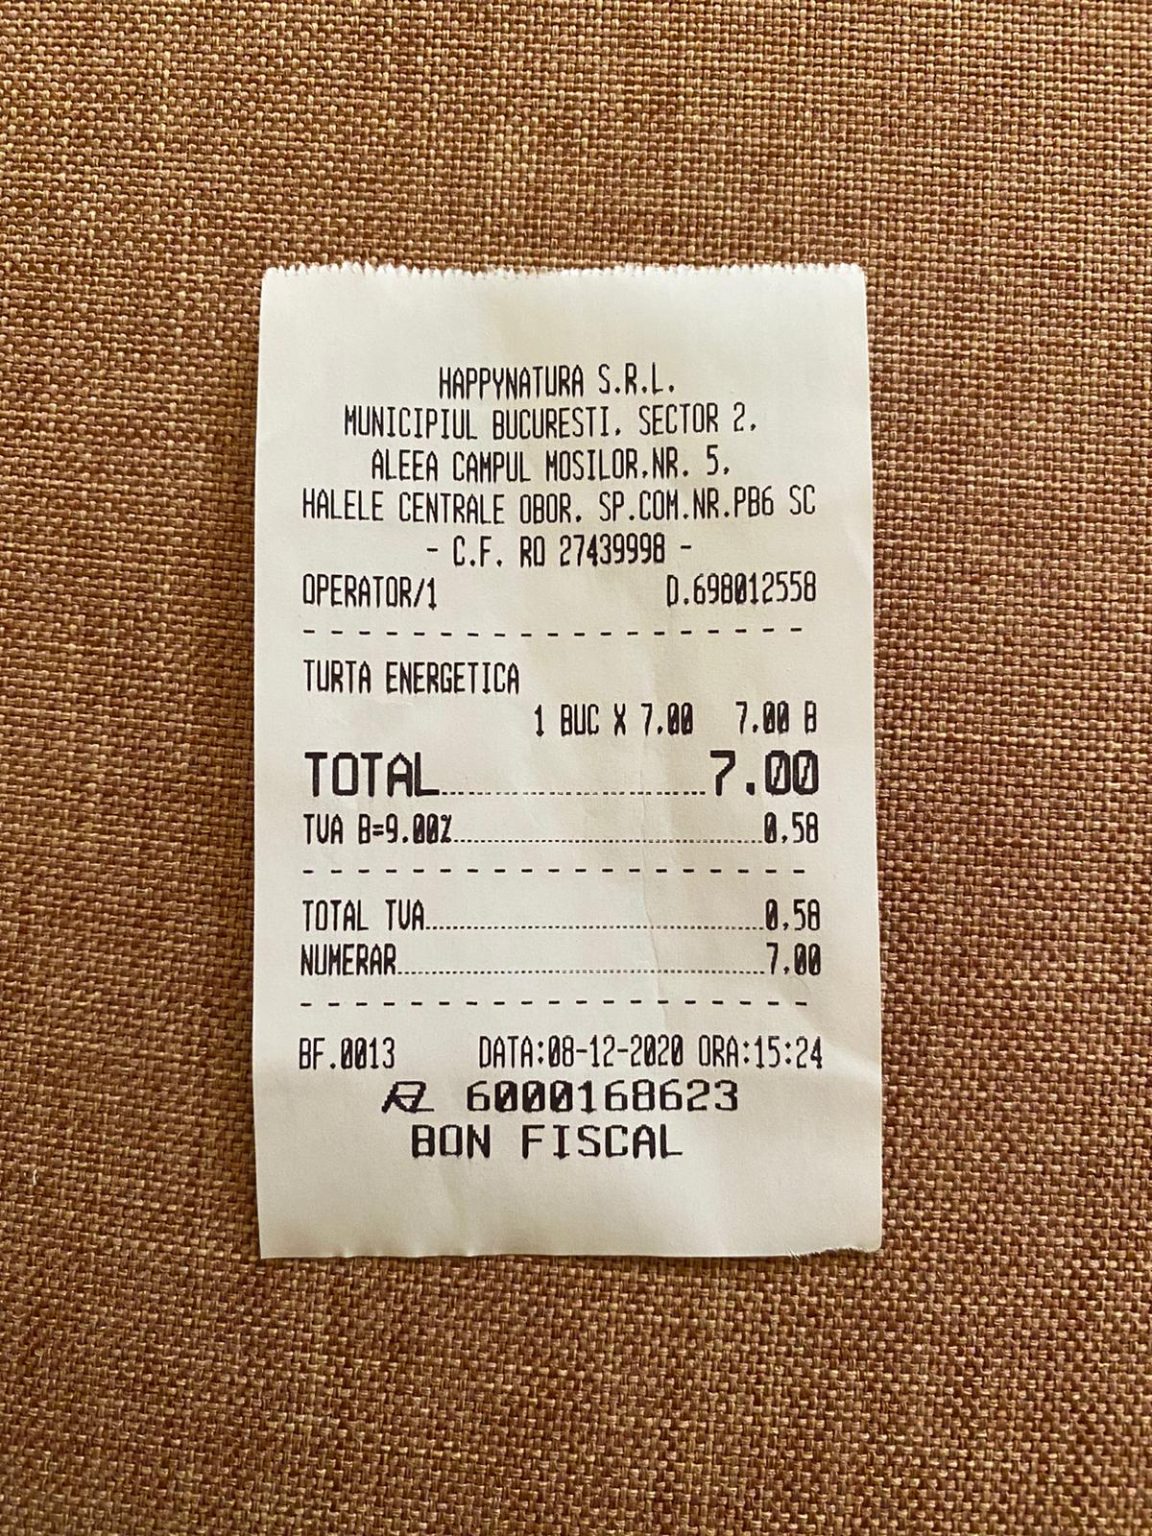 HAPPYNATURA S.R.L.
MUNICIPIUL BUCURESTI, SECTOR 2,
ALEEA CAMPUL MOSILOR,NR. 5,
HALELE CENTRALE OBOR, SP.COM.NR.PB6 SC
- C.F. RO 27439998 -
OPERATOR/1 D.698012558
TURTA ENERGETICA
1 BUC X 7.00 7.00 B
TOTAL 7.00
TVA B=9.00% 0,58
TOTAL TVA 0,58
NUMERAR 7,00
BF.0013 DATA:08-12-2020 ORA:15:24
6000168623
BON FISCAL